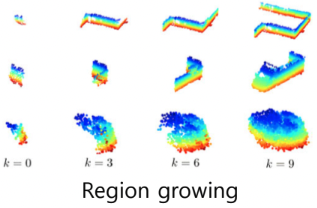 k = 0 k = 3 k = 6 k = 9
Region growing